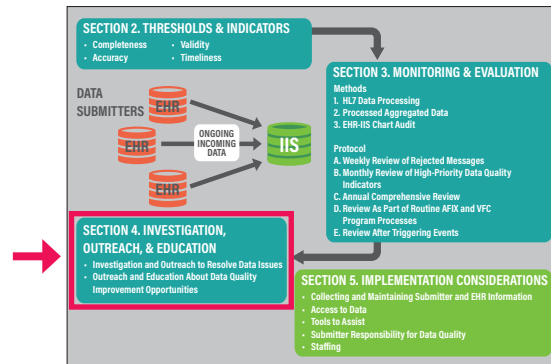 SECTION 2. THRESHOLDS & INDICATORS
• Completeness • Validity
• Accuracy • Timeliness
DATA
SUBMITTERS
EHR
EHR
EHR
ONGOING
INCOMING
DATA
IIS
SECTION 3. MONITORING & EVALUATION
Methods
1. HL7 Data Processing
2. Processed Aggregated Data
3. EHR-IIS Chart Audit
Protocol
A. Weekly Review of Rejected Messages
B. Monthly Review of High-Priority Data Quality
Indicators
C. Annual Comprehensive Review
D. Review As Part of Routine AFIX and VFC
Program Processes
E. Review After Triggering Events
SECTION 4. INVESTIGATION,
OUTREACH, & EDUCATION
• Investigation and Outreach to Resolve Data Issues
• Outreach and Education About Data Quality
Improvement Opportunities
SECTION 5. IMPLEMENTATION CONSIDERATIONS
• Collecting and Maintaining Submitter and EHR Information
• Access to Data
• Tools to Assist
• Submitter Responsibility for Data Quality
• Staffing